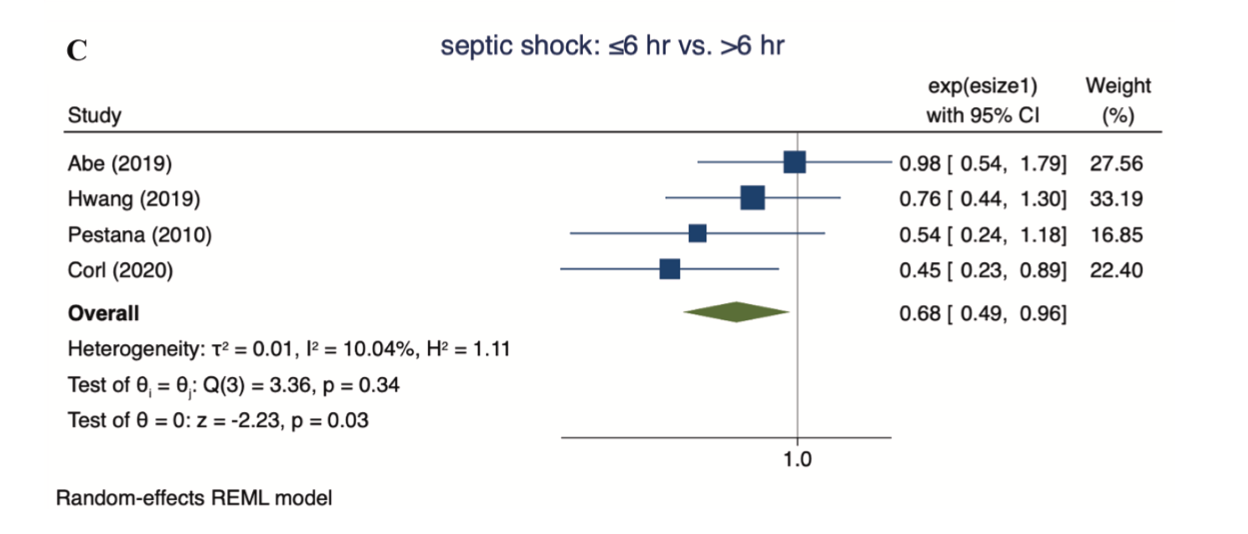 C
septic shock: ≤6 hr vs. >6 hr
exp(esize1) Weight
Study with 95% CI (%)
Abe (2019) 0.98 [ 0.54, 1.79] 27.56
Hwang (2019) 0.76 [ 0.44, 1.30] 33.19
Pestana (2010) 0.54 [ 0.24, 1.18] 16.85
Corl (2020) 0.45 [ 0.23, 0.89] 22.40
Overall 0.68 [ 0.49, 0.96]
Heterogeneity: τ² = 0.01, I² = 10.04%, H² = 1.11
Test of θᵢ = θⱼ: Q(3) = 3.36, p = 0.34
Test of θ = 0: z = -2.23, p = 0.03
1.0
Random-effects REML model